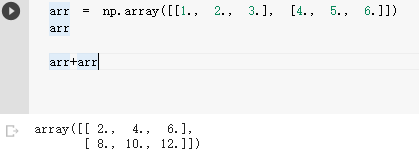 arr = np.array([[1., 2., 3.], [4., 5., 6.]])
arr
arr+arr
array([[ 2., 4., 6.],
[ 8., 10., 12.]])